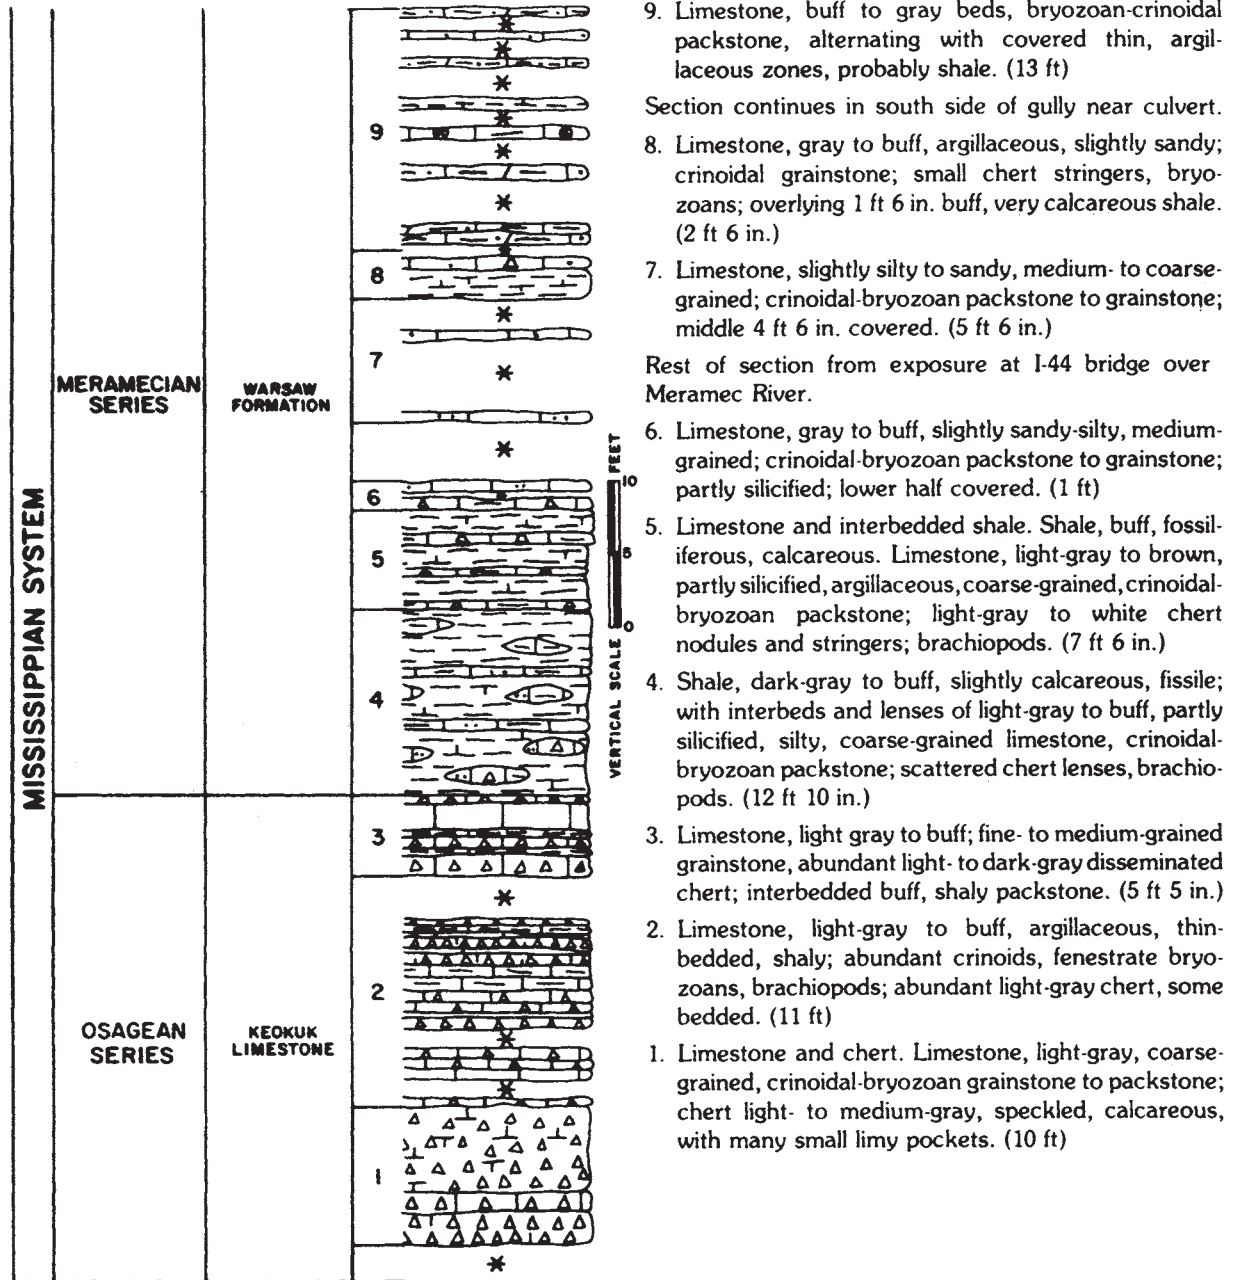 MISSISSIPPIAN SYSTEM
MERAMECIAN
SERIES
OSAGEAN
SERIES
WARSAW
FORMATION
KEOKUK
LIMESTONE
9
8
7
6
5
4
3
2
1
VERTICAL SCALE FEET
10
5
0
9. Limestone, buff to gray beds, bryozoan-crinoidal
packstone, alternating with covered thin, argil-
laceous zones, probably shale. (13 ft)
Section continues in south side of gully near culvert.
8. Limestone, gray to buff, argillaceous, slightly sandy;
crinoidal grainstone; small chert stringers, bryo-
zoans; overlying 1 ft 6 in. buff, very calcareous shale.
(2 ft 6 in.)
7. Limestone, slightly silty to sandy, medium- to coarse-
grained; crinoidal-bryozoan packstone to grainstone;
middle 4 ft 6 in. covered. (5 ft 6 in.)
Rest of section from exposure at I-44 bridge over
Meramec River.
6. Limestone, gray to buff, slightly sandy-silty, medium-
grained; crinoidal-bryozoan packstone to grainstone;
partly silicified; lower half covered. (1 ft)
5. Limestone and interbedded shale. Shale, buff, fossil-
iferous, calcareous. Limestone, light-gray to brown,
partly silicified, argillaceous, coarse-grained, crinoidal-
bryozoan packstone; light-gray to white chert
nodules and stringers; brachiopods. (7 ft 6 in.)
4. Shale, dark-gray to buff, slightly calcareous, fissile;
with interbeds and lenses of light-gray to buff, partly
silicified, silty, coarse-grained limestone, crinoidal-
bryozoan packstone; scattered chert lenses, brachio-
pods. (12 ft 10 in.)
3. Limestone, light gray to buff; fine- to medium-grained
grainstone, abundant light- to dark-gray disseminated
chert; interbedded buff, shaly packstone. (5 ft 5 in.)
2. Limestone, light-gray to buff, argillaceous, thin-
bedded, shaly; abundant crinoids, fenestrate bryo-
zoans, brachiopods; abundant light-gray chert, some
bedded. (11 ft)
1. Limestone and chert. Limestone, light-gray, coarse-
grained, crinoidal-bryozoan grainstone to packstone;
chert light- to medium-gray, speckled, calcareous,
with many small limy pockets. (10 ft)